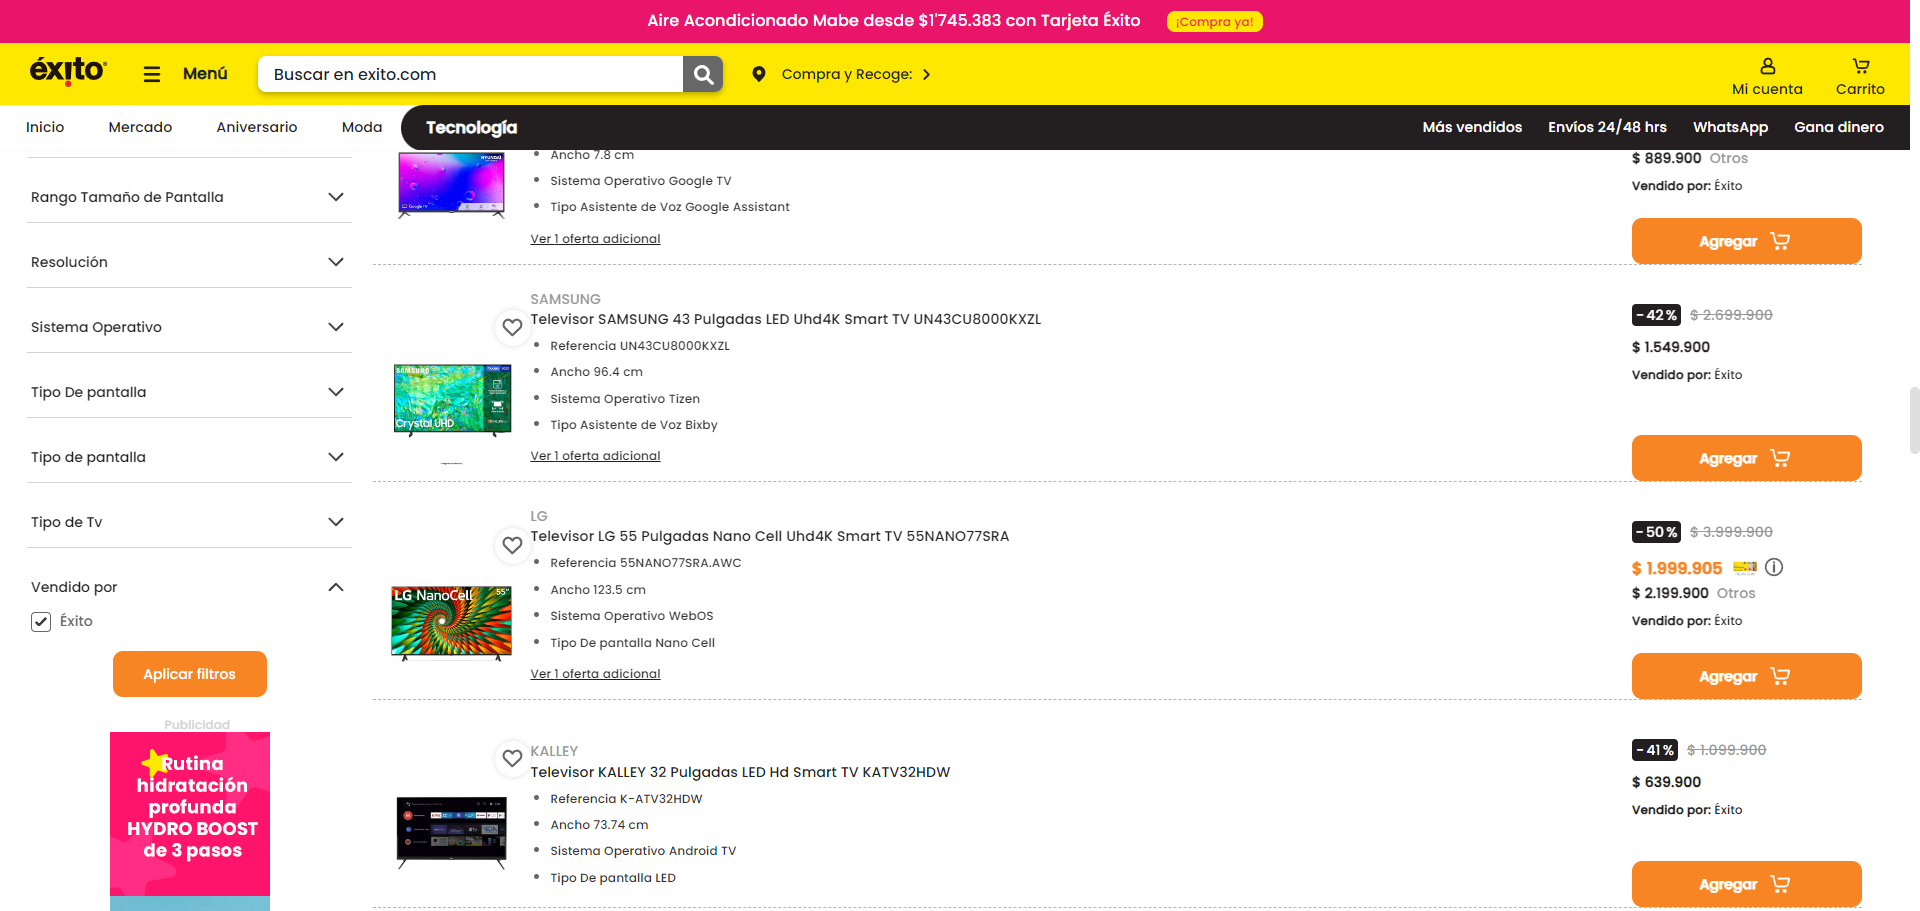 Aire Acondicionado Mabe desde $1'745.383 con Tarjeta Éxito
¡Compra ya!
éxito
Menú
Buscar en exito.com
Compra y Recoge:
Mi cuenta
Carrito
Inicio
Mercado
Aniversario
Moda
Tecnología
Más vendidos
Envíos 24/48 hrs
WhatsApp
Gana dinero
Rango Tamaño de Pantalla
Resolución
Sistema Operativo
Tipo De pantalla
Tipo de pantalla
Tipo de Tv
Vendido por
Éxito
Aplicar filtros
Publicidad
Rutina
hidratación
profunda
HYDRO BOOST
de 3 pasos
HYUNDAI
Google TV
Ancho 7.8 cm
Sistema Operativo Google TV
Tipo Asistente de Voz Google Assistant
Ver 1 oferta adicional
$ 889.900 Otros
Vendido por: Éxito
Agregar
SAMSUNG
Televisor SAMSUNG 43 Pulgadas LED Uhd4K Smart TV UN43CU8000KXZL
Referencia UN43CU8000KXZL
Ancho 96.4 cm
Sistema Operativo Tizen
Tipo Asistente de Voz Bixby
Ver 1 oferta adicional
SAMSUNG
Crystal UHD
-42% $ 2.699.900
$ 1.549.900
Vendido por: Éxito
Agregar
LG
Televisor LG 55 Pulgadas Nano Cell Uhd4K Smart TV 55NANO77SRA
Referencia 55NANO77SRA.AWC
Ancho 123.5 cm
Sistema Operativo WebOS
Tipo De pantalla Nano Cell
Ver 1 oferta adicional
LG NanoCell 55"
-50% $ 3.999.900
$ 1.999.905
$ 2.199.900 Otros
Vendido por: Éxito
Agregar
KALLEY
Televisor KALLEY 32 Pulgadas LED Hd Smart TV KATV32HDW
Referencia K-ATV32HDW
Ancho 73.74 cm
Sistema Operativo Android TV
Tipo De pantalla LED
-41% $ 1.099.900
$ 639.900
Vendido por: Éxito
Agregar